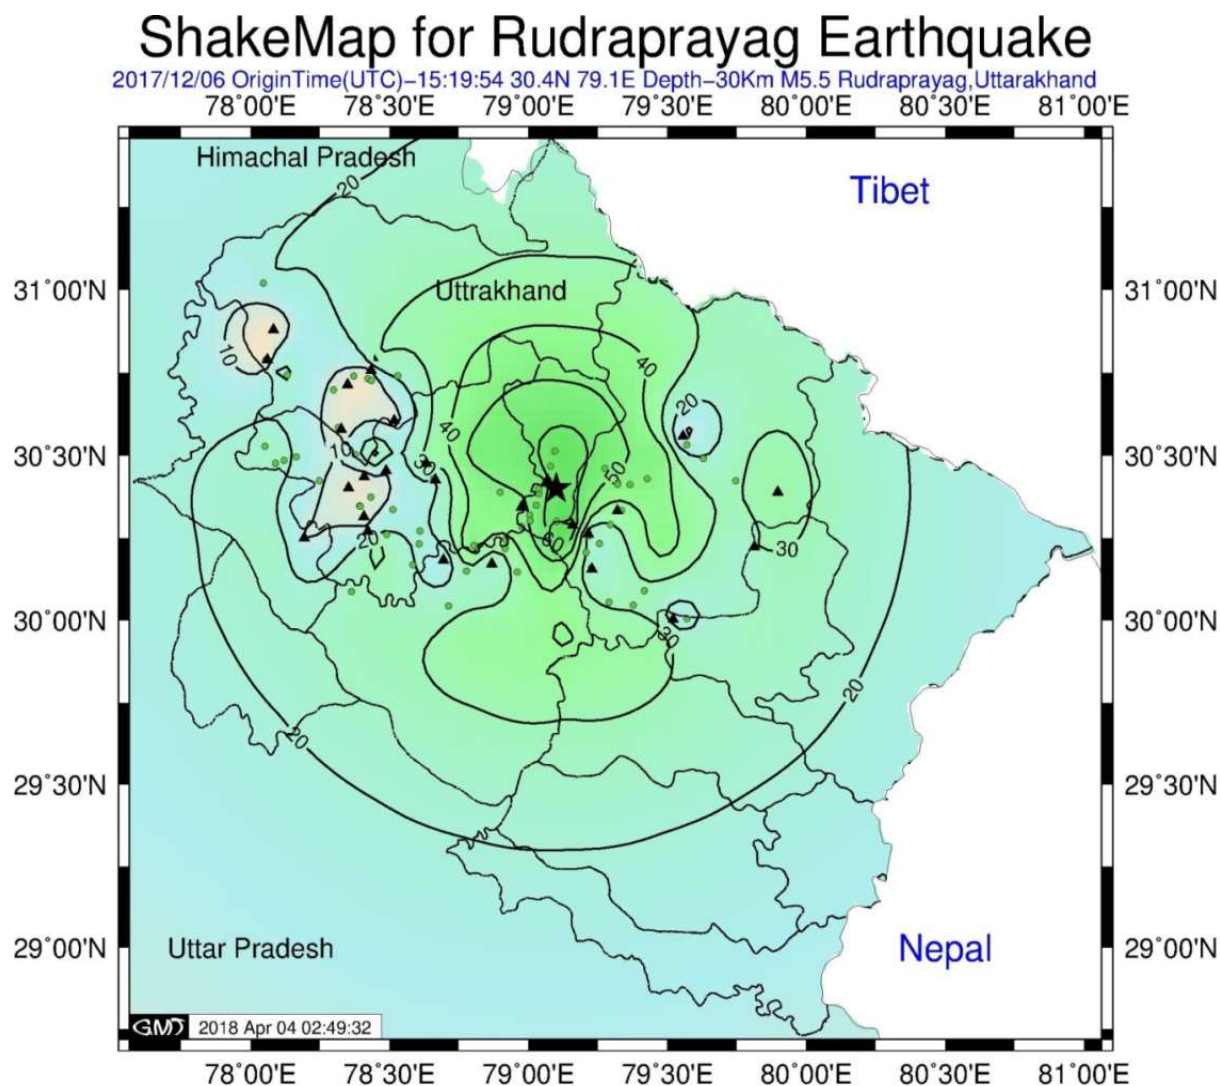 ShakeMap for Rudraprayag Earthquake
2017/12/06 OriginTime(UTC)−15:19:54 30.4N 79.1E Depth−30Km M5.5 Rudraprayag,Uttarakhand
78˚00'E 78˚30'E 79˚00'E 79˚30'E 80˚00'E 80˚30'E 81˚00'E
Himachal Pradesh
20
Tibet
31˚00'N 31˚00'N
Uttrakhand
10
40
20
40
30˚30'N 30˚30'N
10
30
50
20
30
30˚00'N 30˚00'N
30
20
20
29˚30'N 29˚30'N
29˚00'N Uttar Pradesh Nepal 29˚00'N
GMT 2018 Apr 04 02:49:32
78˚00'E 78˚30'E 79˚00'E 79˚30'E 80˚00'E 80˚30'E 81˚00'E